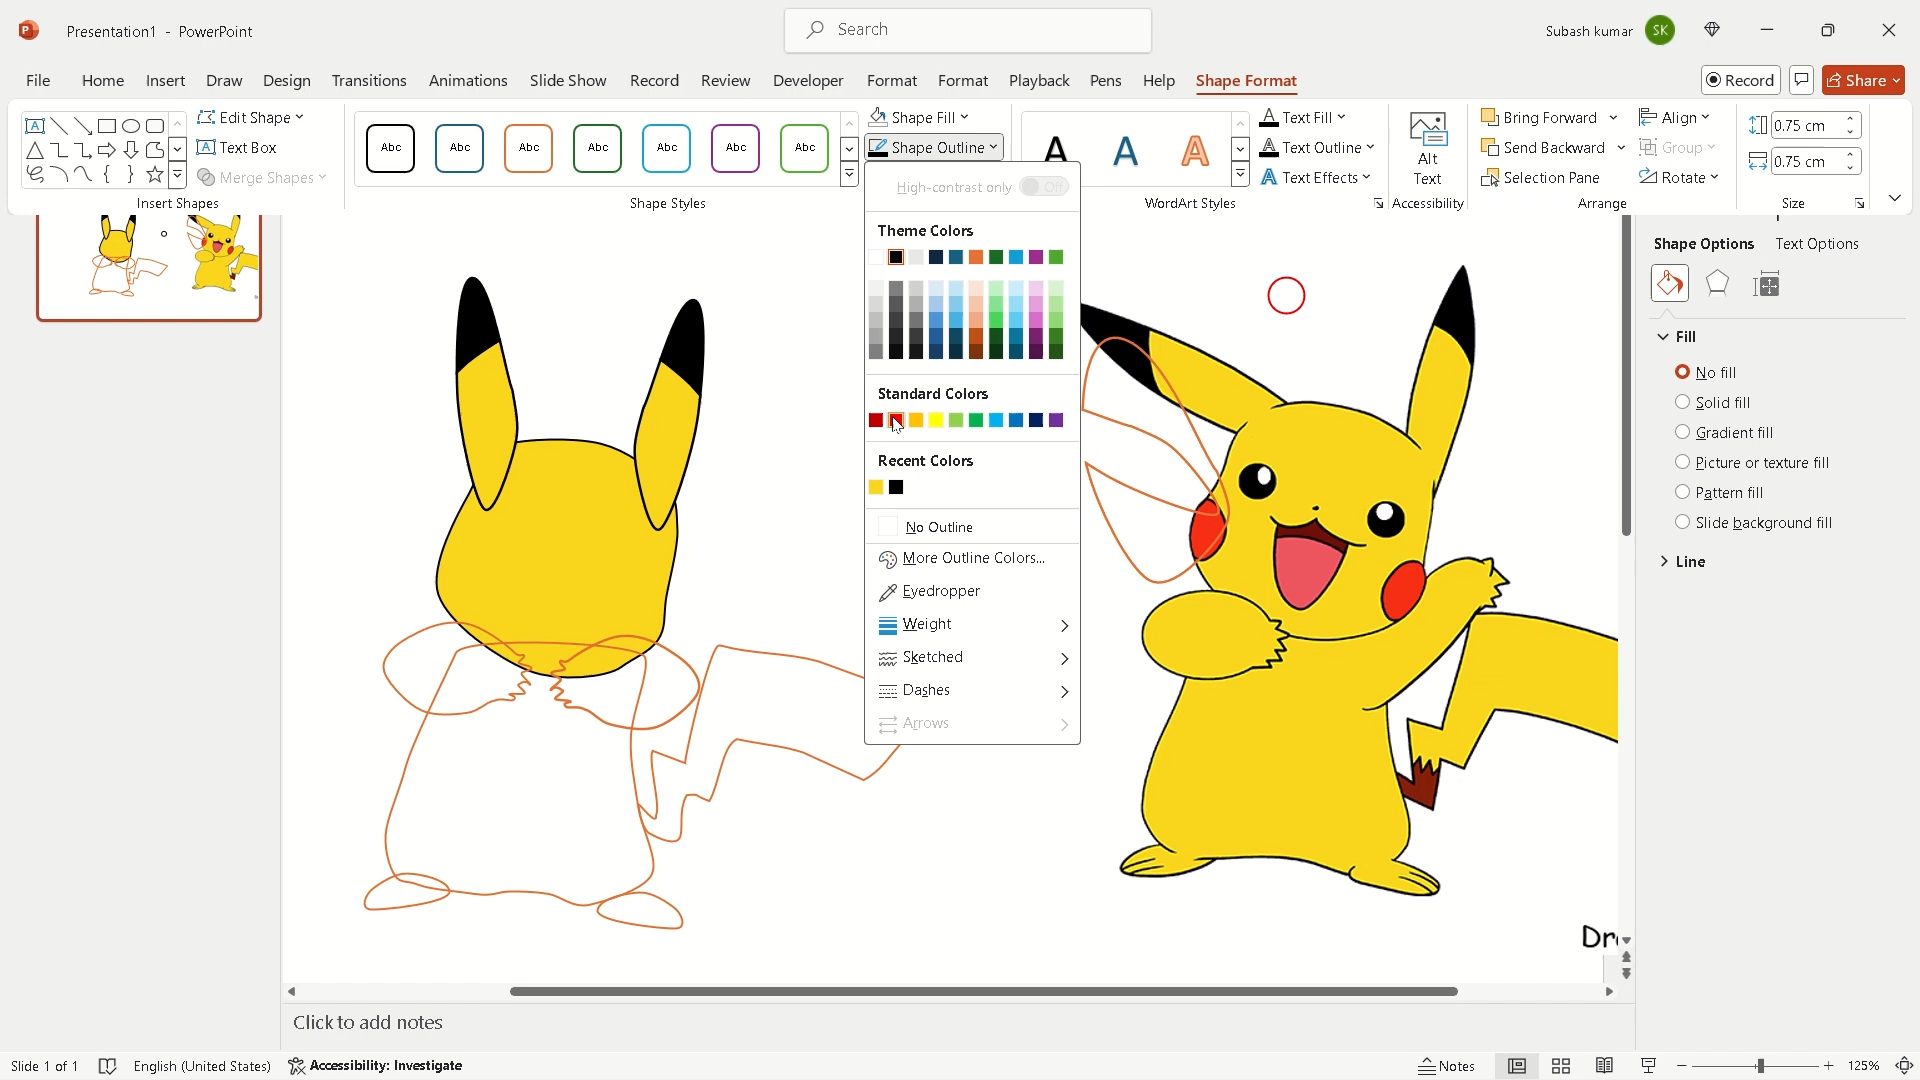 Presentation1 - PowerPoint
Search
Subash kumar
SK
File Home Insert Draw Design Transitions Animations Slide Show Record Review Developer Format Format Playback Pens Help Shape Format
Record
Share
Edit Shape
Text Box
Merge Shapes
Insert Shapes
Abc Abc Abc Abc Abc Abc Abc
Shape Styles
Shape Fill
Shape Outline
A A A
WordArt Styles
Text Fill
Text Outline
Text Effects
Alt
Text
Accessibility
Bring Forward
Send Backward
Selection Pane
Align
Group
Rotate
Arrange
0.75 cm
0.75 cm
Size
High-contrast only Off
Theme Colors
Standard Colors
Recent Colors
No Outline
More Outline Colors...
Eyedropper
Weight
Sketched
Dashes
Arrows
Shape Options Text Options
Fill
No fill
Solid fill
Gradient fill
Picture or texture fill
Pattern fill
Slide background fill
Line
Click to add notes
Slide 1 of 1 English (United States) Accessibility: Investigate Notes 125%